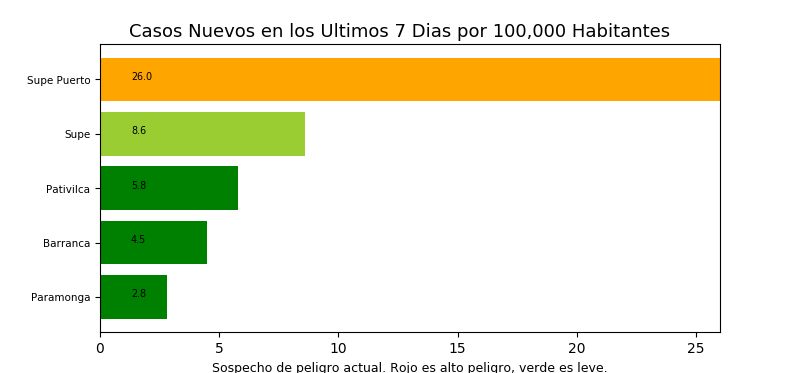 Casos Nuevos en los Ultimos 7 Dias por 100,000 Habitantes
Supe Puerto 26.0
Supe 8.6
Pativilca 5.8
Barranca 4.5
Paramonga 2.8
0 5 10 15 20 25
Sospecho de peligro actual. Rojo es alto peligro, verde es leve.